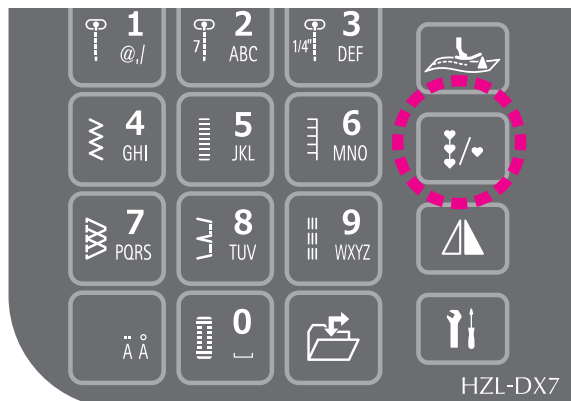 1 2 3
@./ 7 ABC 1/4" DEF
4 5 6
GHI JKL MNO
7 8 9
PQRS TUV WXYZ
Ä Å 0
HZL-DX7